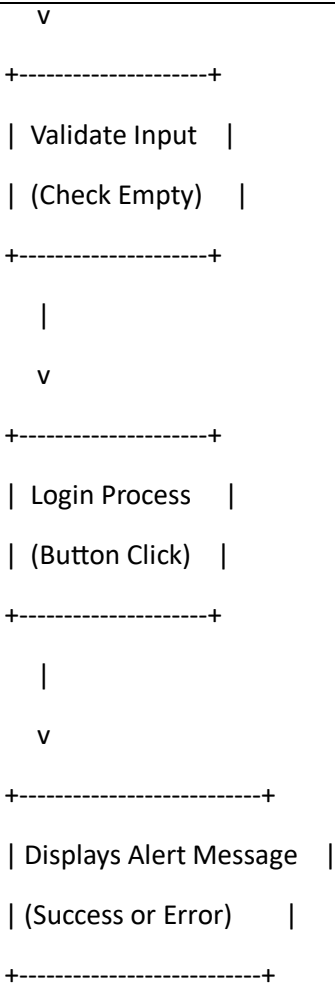 v
+---------------------+
| Validate Input    |
| (Check Empty)     |
+---------------------+
|
v
+---------------------+
| Login Process     |
| (Button Click)    |
+---------------------+
|
v
+---------------------------+
| Displays Alert Message    |
| (Success or Error)        |
+---------------------------+